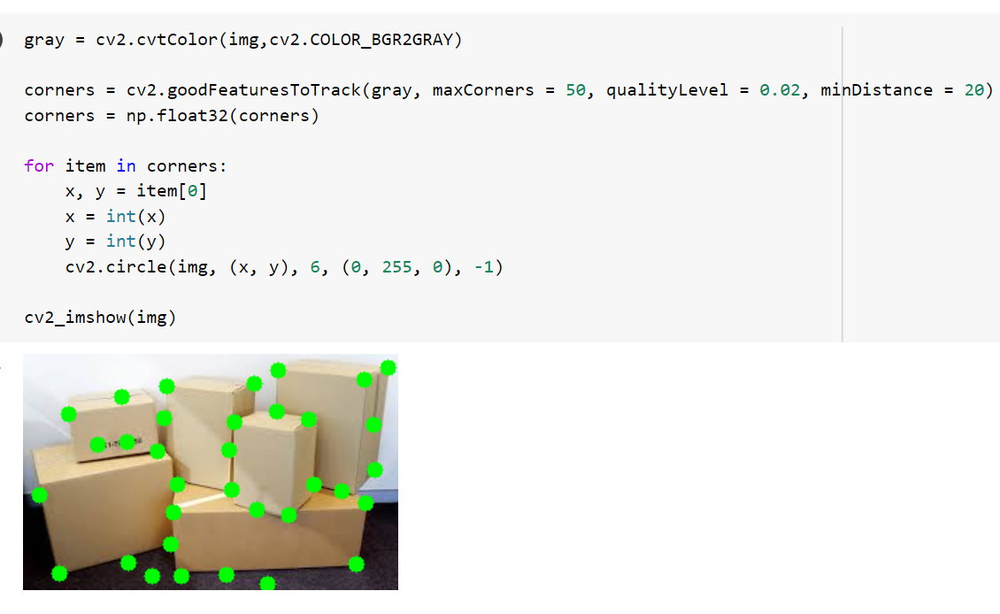 gray = cv2.cvtColor(img,cv2.COLOR_BGR2GRAY)
corners = cv2.goodFeaturesToTrack(gray, maxCorners = 50, qualityLevel = 0.02, minDistance = 20)
corners = np.float32(corners)
for item in corners:
    x, y = item[0]
    x = int(x)
    y = int(y)
    cv2.circle(img, (x, y), 6, (0, 255, 0), -1)
cv2_imshow(img)